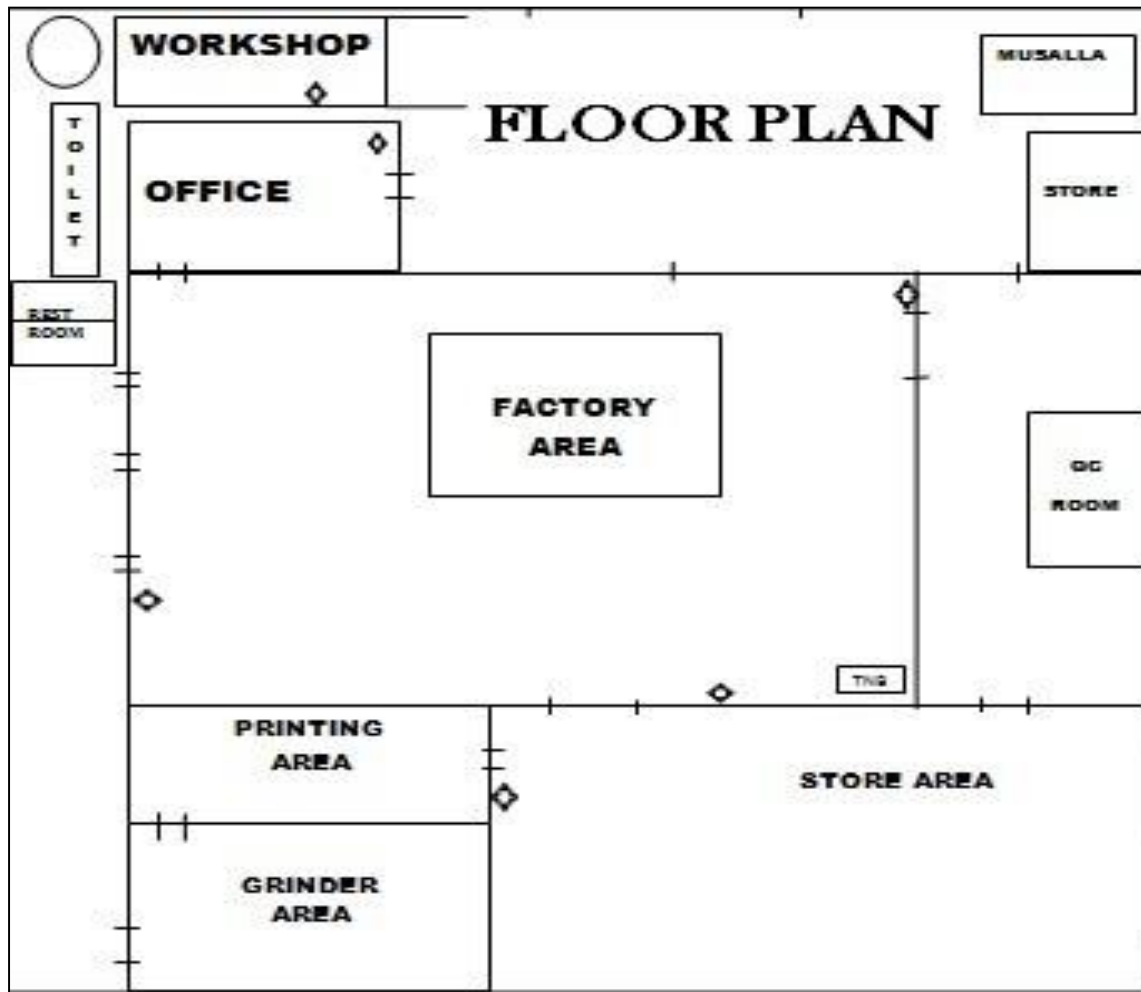 WORKSHOP
MUSALLA
FLOOR PLAN
TOILET
OFFICE
STORE
REST
ROOM
FACTORY
AREA
QC
ROOM
TNB
PRINTING
AREA
STORE AREA
GRINDER
AREA